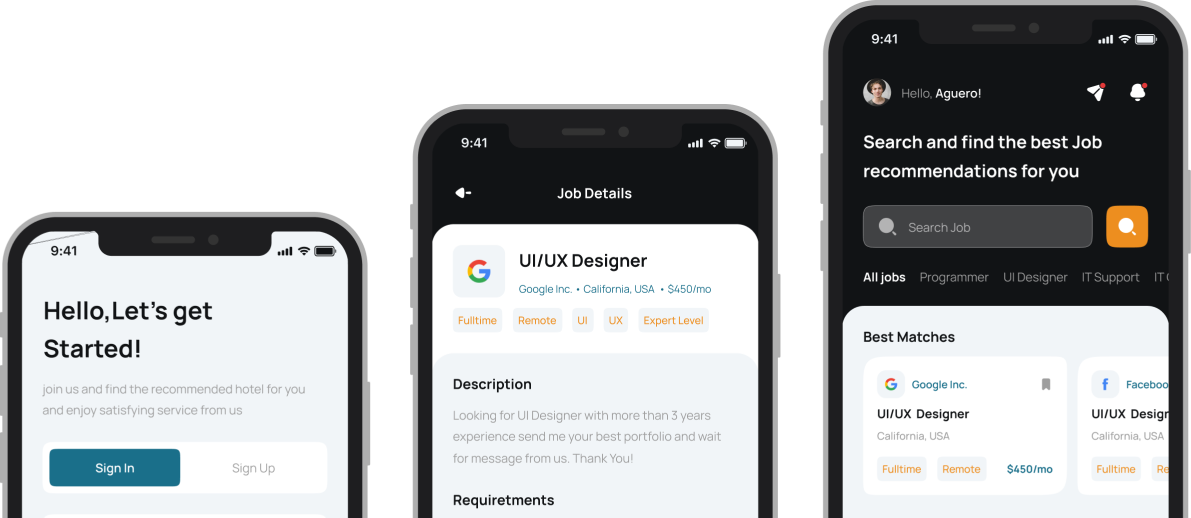 9:41
Hello,Let's get
Started!
join us and find the recommended hotel for you
and enjoy satisfying service from us
Sign In Sign Up
9:41
Job Details
UI/UX Designer
Google Inc. • California, USA • $450/mo
Fulltime Remote UI UX Expert Level
Description
Looking for UI Designer with more than 3 years
experience send me your best portfolio and wait
for message from us. Thank You!
Requiretments
9:41
Hello, Aguero!
Search and find the best Job
recommendations for you
Search Job
All jobs Programmer UI Designer IT Support IT
Best Matches
Google Inc.
UI/UX Designer
California, USA
Fulltime Remote $450/mo
Faceboo
UI/UX Desigr
California, USA
Fulltime Re